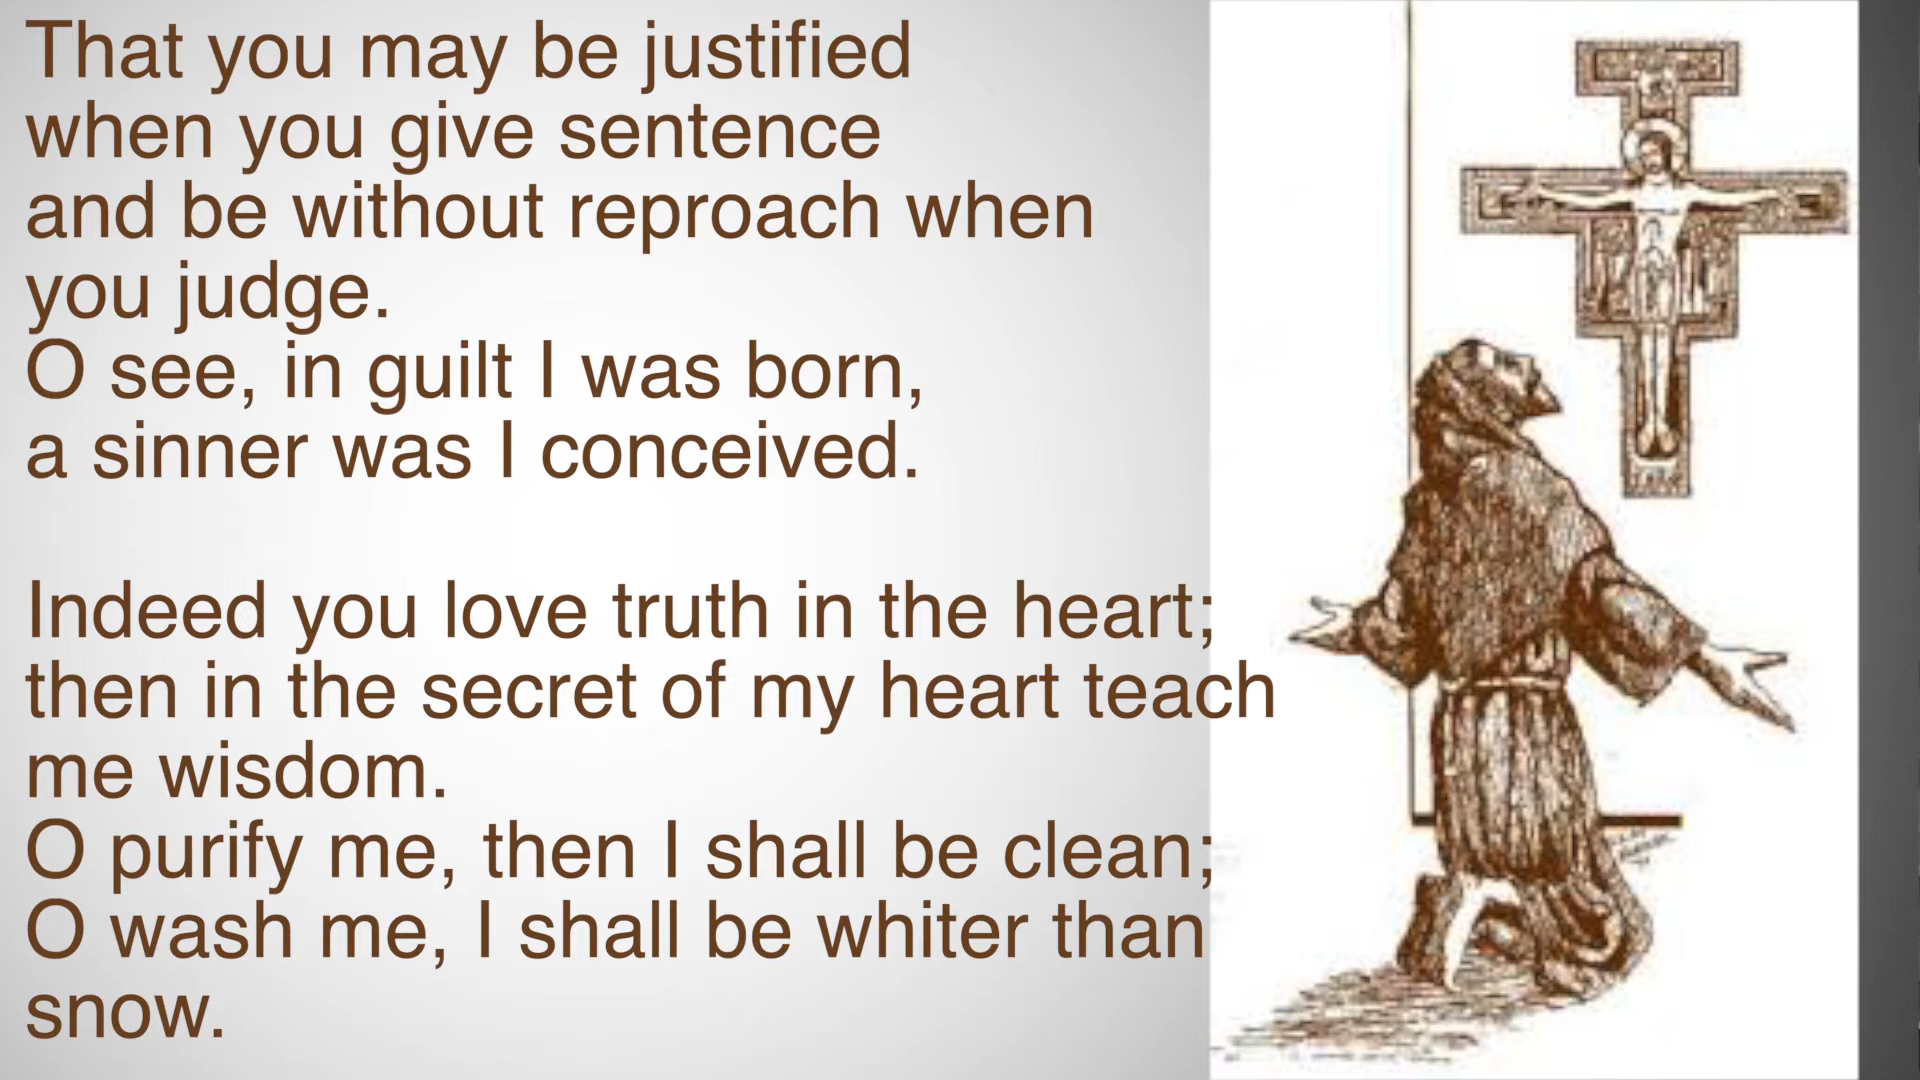 That you may be justified
when you give sentence
and be without reproach when
you judge.
O see, in guilt I was born,
a sinner was I conceived.
Indeed you love truth in the heart;
then in the secret of my heart teach
me wisdom.
O purify me, then I shall be clean;
O wash me, I shall be whiter than
snow.